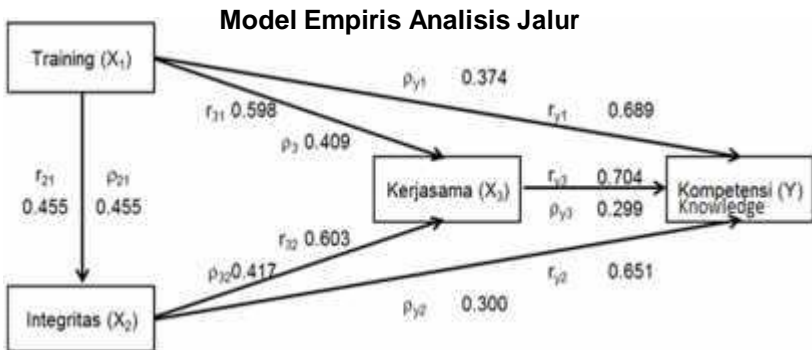 Model Empiris Analisis Jalur
Training (X₁)
ρy1 0.374
r31 0.598
ry1 0.689
ρ3 0.409
r21 ρ21
0.455 0.455
Kerjasama (X₃)
ry3 0.704
ρy3 0.299
Kompetensi (Y)
Knowledge
r32 0.603
ρ32 0.417
ry2 0.651
Integritas (X₂)
ρy2 0.300